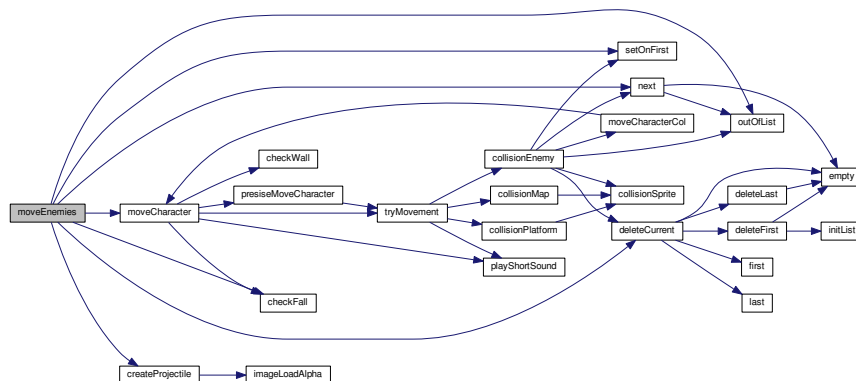 setOnFirst
next
outOfList
moveCharacterCol
checkWall
collisionEnemy
empty
presiseMoveCharacter
collisionMap
collisionSprite
deleteLast
moveEnemies
moveCharacter
tryMovement
collisionPlatform
deleteCurrent
deleteFirst
initList
playShortSound
first
checkFall
last
createProjectile
imageLoadAlpha